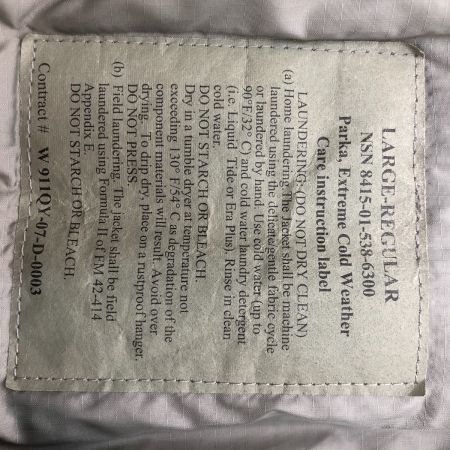 LARGE-REGULAR
NSN 8415-01-538-6300
Parka, Extreme Cold Weather
Care instruction label
LAUNDERING: (DO NOT DRY CLEAN)
(a) Home laundering: The Jacket shall be machine
laundered using the delicate/gentle fabric cycle
or laundered by hand. Use cold water (up to
90°F/32° C) and cold water laundry detergent
(i.e. Liquid Tide or Era Plus). Rinse in clean
cold water.
DO NOT STARCH OR BLEACH.
Dry in a tumble dryer at temperature not
exceeding 130° F/54° C as degradation of the
component materials will result. Avoid over
drying. To drip dry, place on a rustproof hanger.
DO NOT PRESS.
(b) Field laundering: The jacket shall be field
laundered using Formula II of FM 42-414
Appendix E.
DO NOT STARCH OR BLEACH.
Contract # W 911QY-07-D-0003